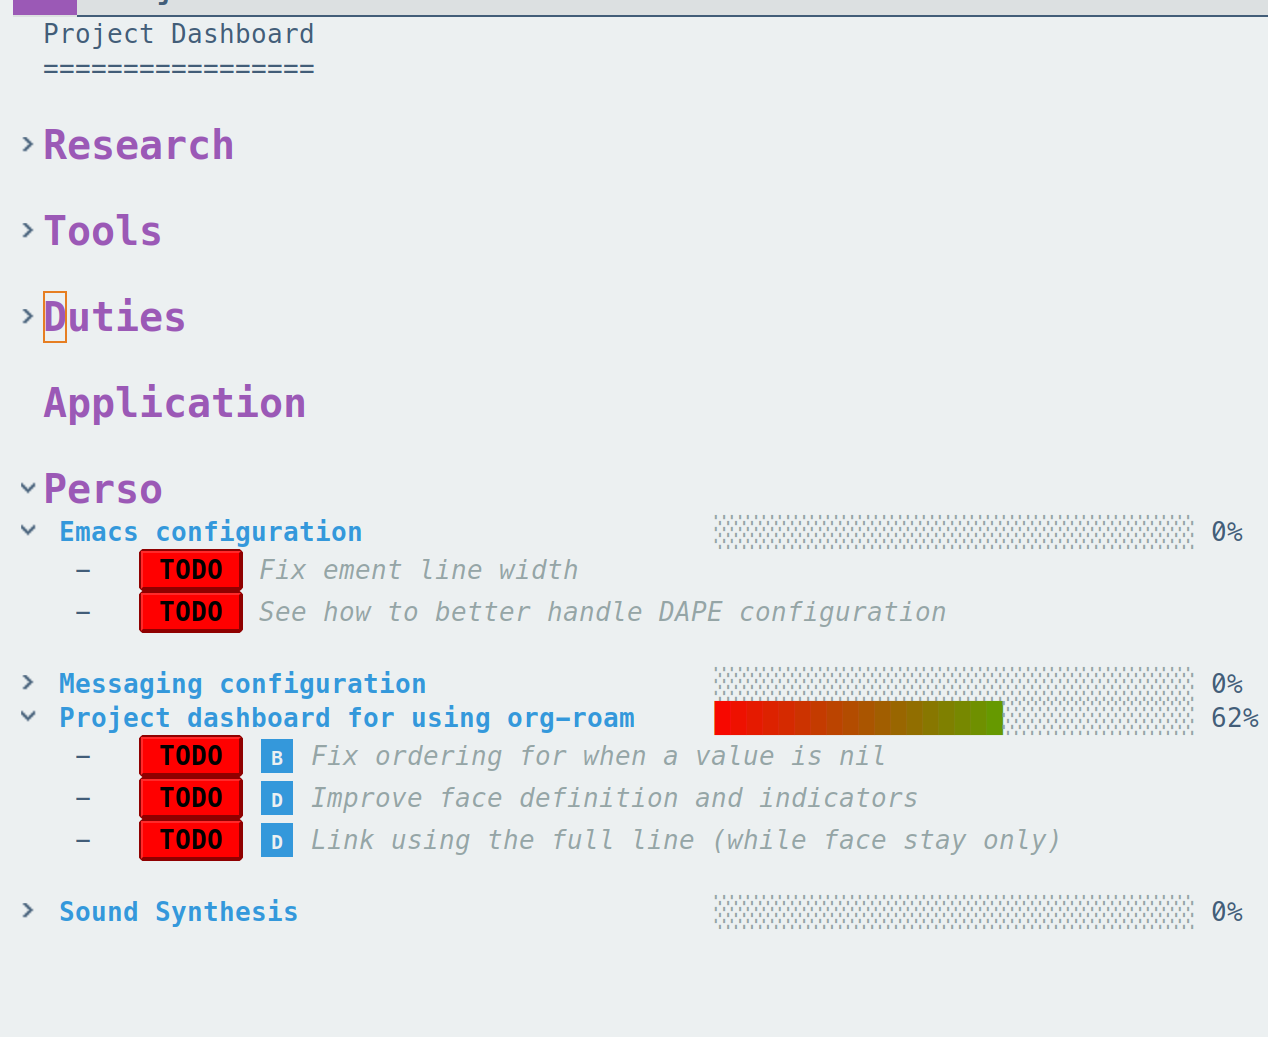 Project Dashboard
=================
Research
Tools
Duties
Application
Perso
Emacs configuration 0%
– TODO Fix ement line width
– TODO See how to better handle DAPE configuration
Messaging configuration 0%
Project dashboard for using org-roam 62%
– TODO B Fix ordering for when a value is nil
– TODO D Improve face definition and indicators
– TODO D Link using the full line (while face stay only)
Sound Synthesis 0%